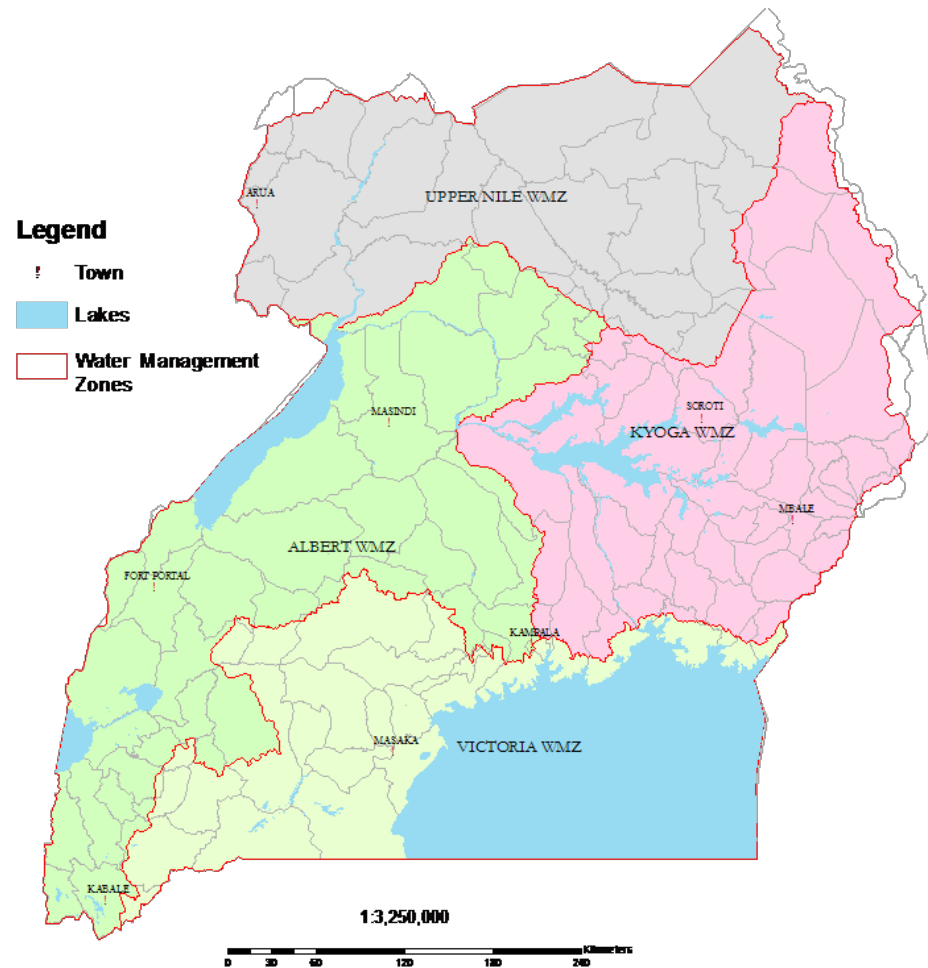 ARUA
UPPER NILE WMZ
Legend
Town
Lakes
Water Management
Zones
MASINDI
SOROTI
KYOGA WMZ
MBALE
ALBERT WMZ
FORT PORTAL
KAMPALA
MASAKA
VICTORIA WMZ
KABALE
1:3,250,000
Kilometers
0 30 60 120 180 240